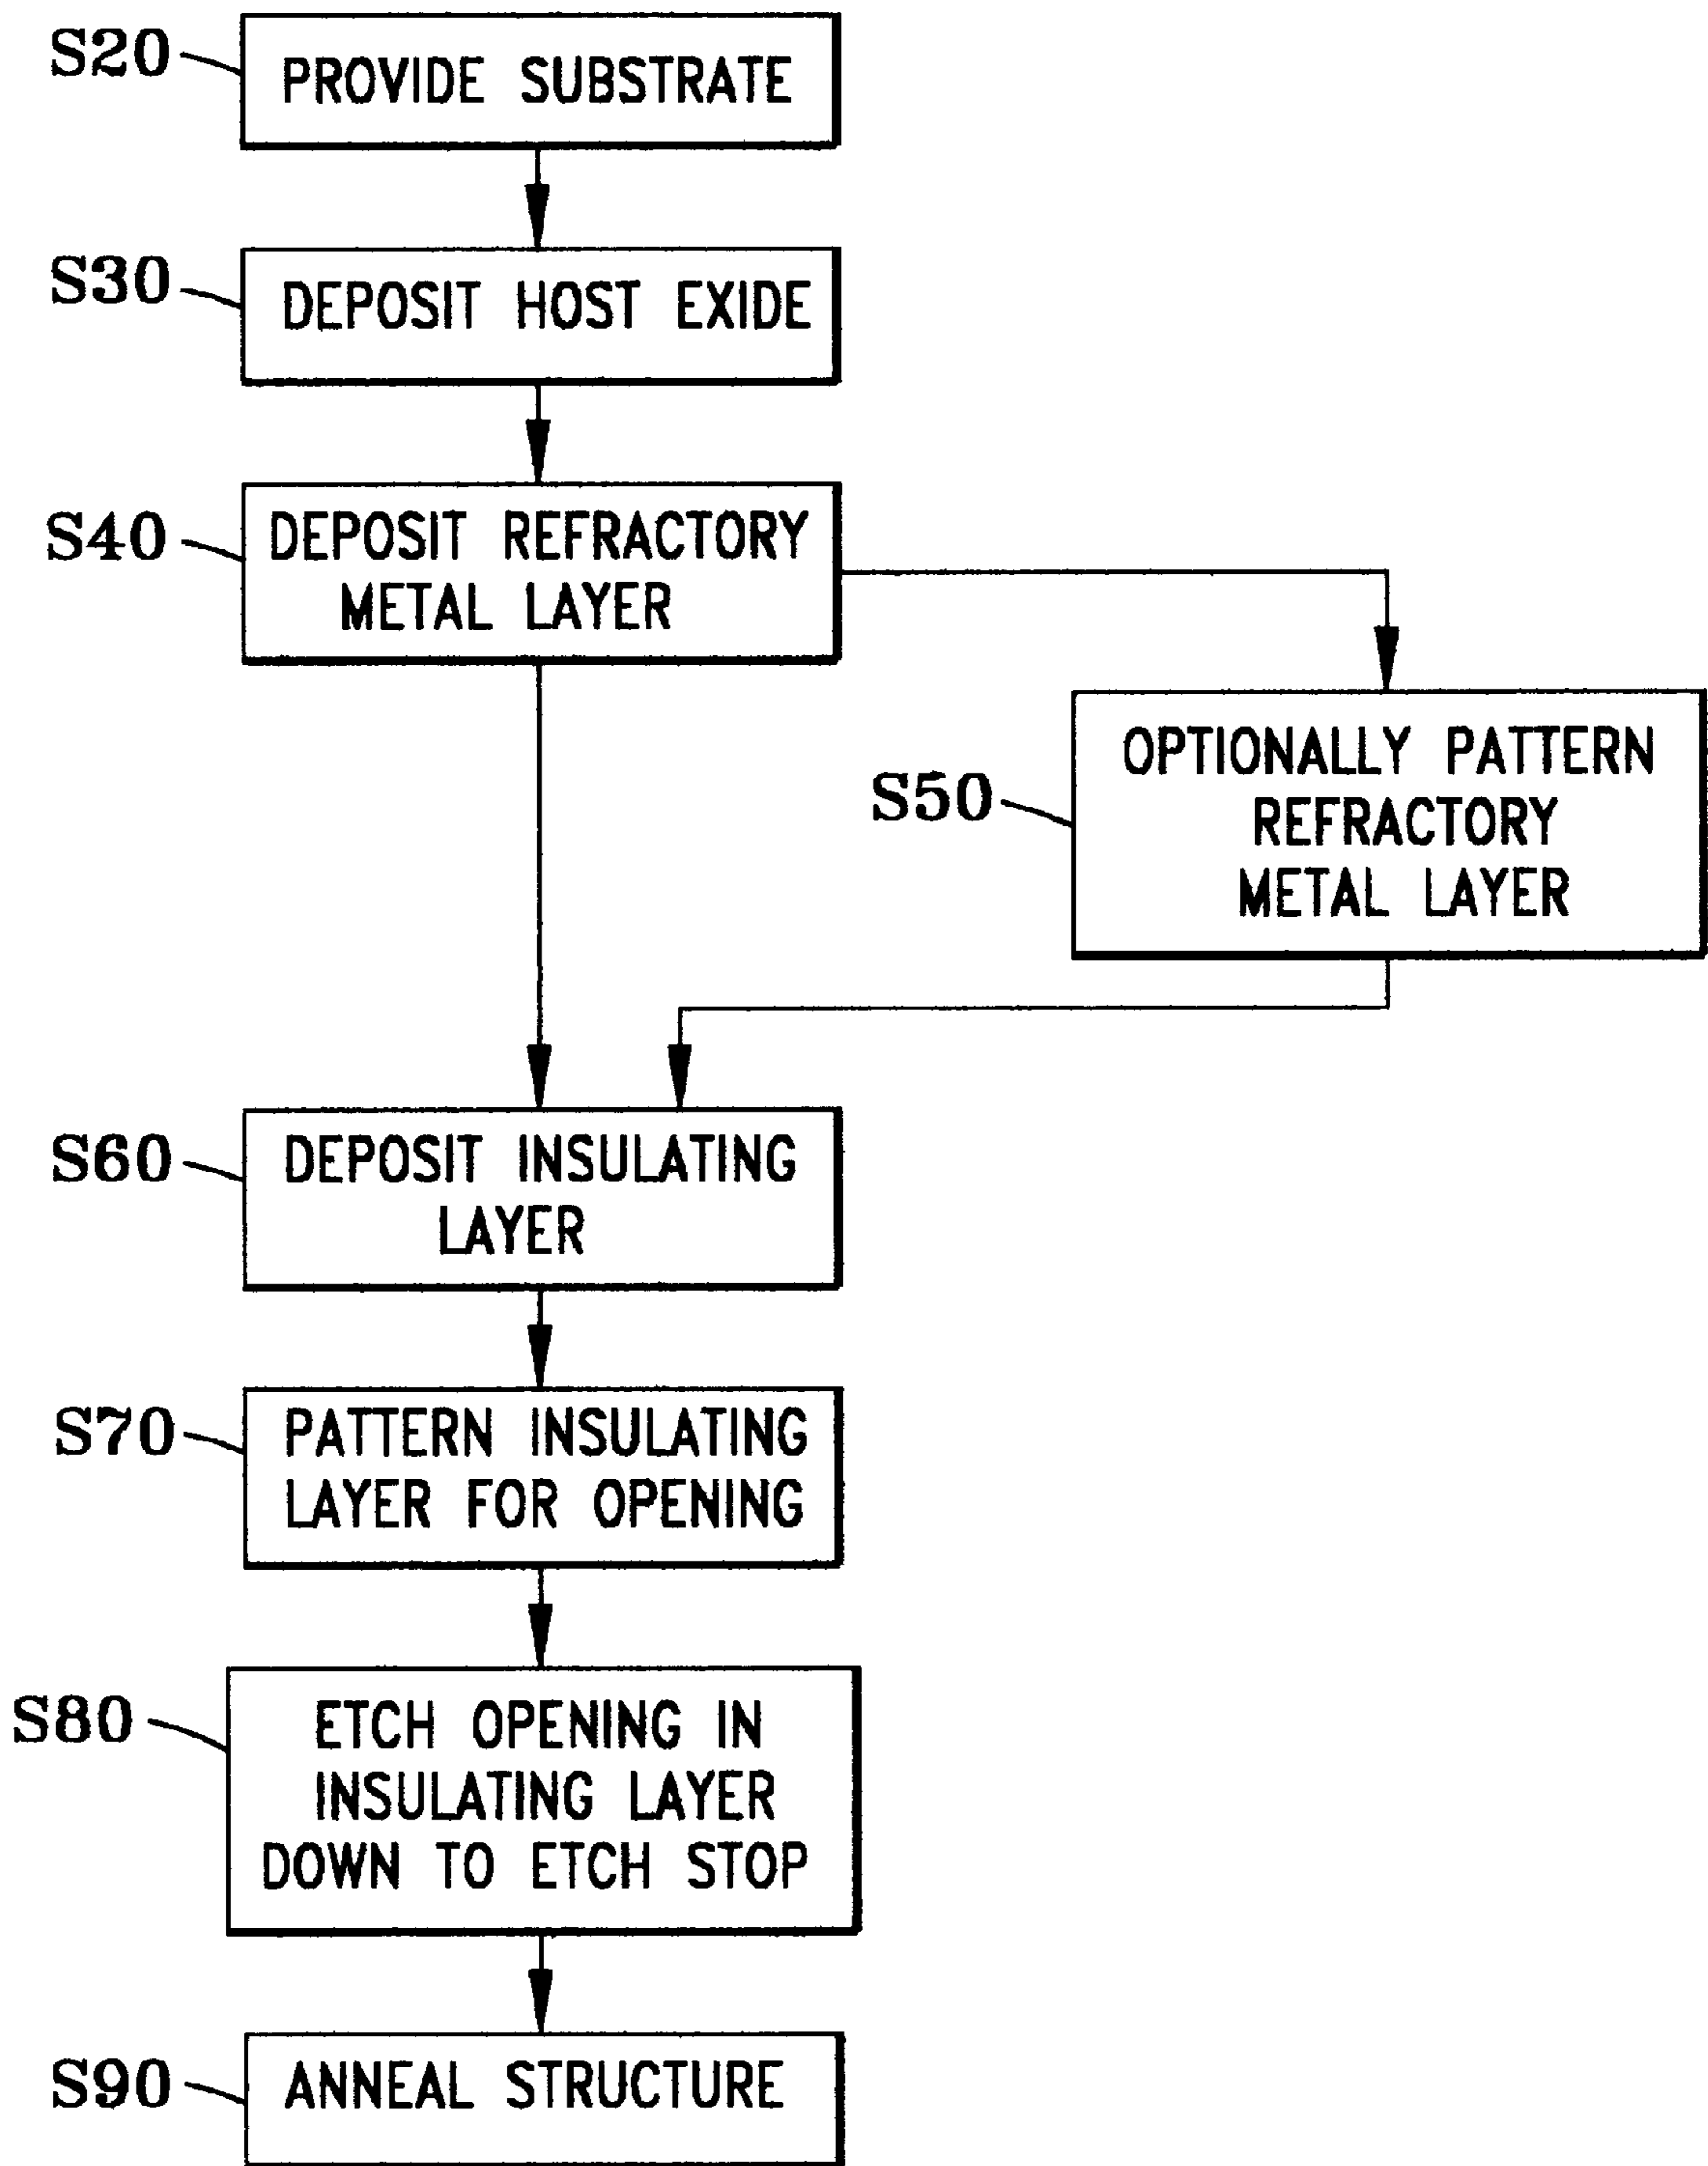 S20
PROVIDE SUBSTRATE
S30
DEPOSIT HOST EXIDE
S40
DEPOSIT REFRACTORY
METAL LAYER
S50
OPTIONALLY PATTERN
REFRACTORY
METAL LAYER
S60
DEPOSIT INSULATING
LAYER
S70
PATTERN INSULATING
LAYER FOR OPENING
S80
ETCH OPENING IN
INSULATING LAYER
DOWN TO ETCH STOP
S90
ANNEAL STRUCTURE